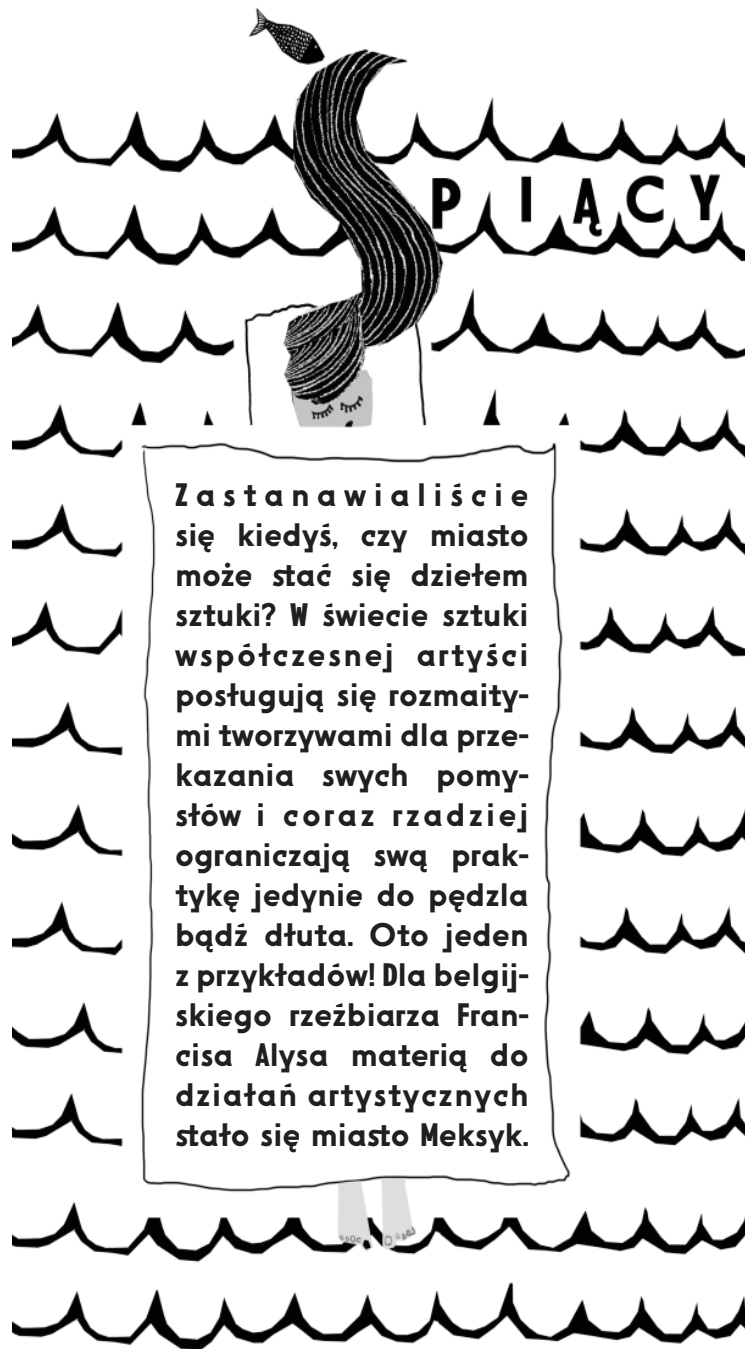 ŚPIĄCY
Zastanawialiście
się kiedyś, czy miasto
może stać się dziełem
sztuki? W świecie sztuki
współczesnej artyści
posługują się rozmaity-
mi tworzywami dla prze-
kazania swych pomy-
słów i coraz rzadziej
ograniczają swą prak-
tykę jedynie do pędzla
bądź dłuta. Oto jeden
z przykładów! Dla belgij-
skiego rzeźbiarza Fran-
cisa Alysa materią do
działań artystycznych
stało się miasto Meksyk.